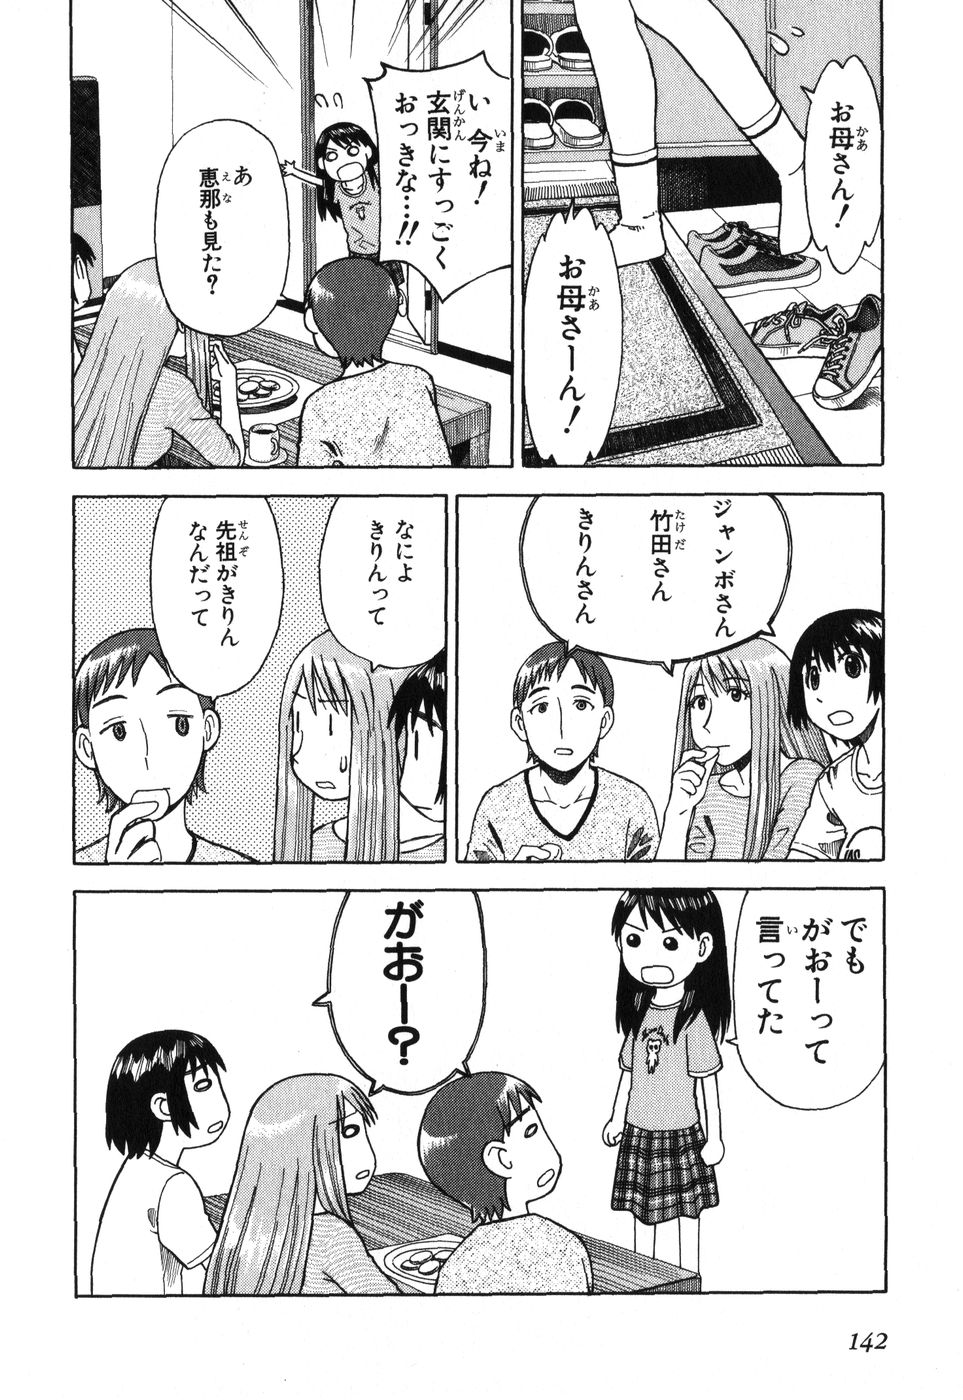 お母さん！
お母さーん！
い 今ね！
玄関にすっごく
おっきな…！！
あ
恵那も見た？
ジャンボさん
竹田さん
きりんさん
なによ
きりんって
先祖がきりん
なんだって
でも
がおーって
言ってた
がおー？
142